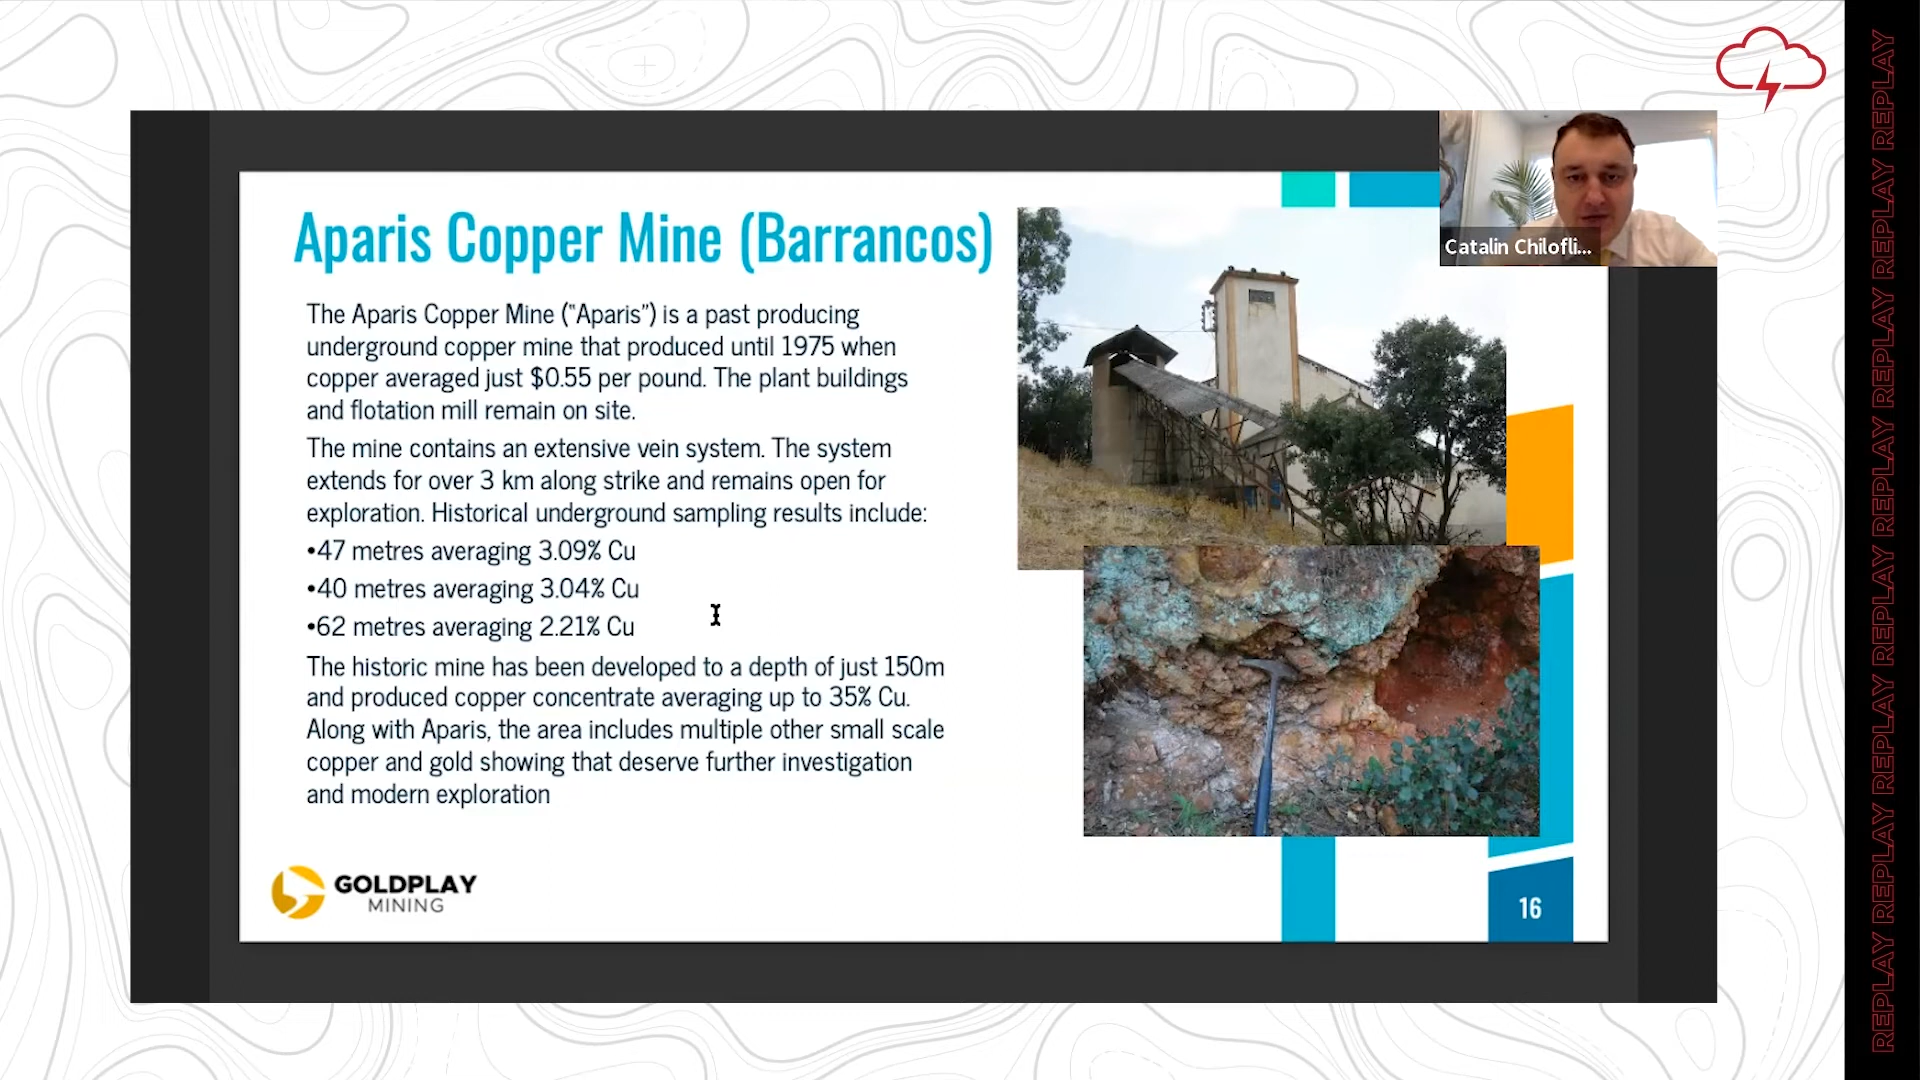 Aparis Copper Mine (Barrancos)
The Aparis Copper Mine ("Aparis") is a past producing
underground copper mine that produced until 1975 when
copper averaged just $0.55 per pound. The plant buildings
and flotation mill remain on site.
The mine contains an extensive vein system. The system
extends for over 3 km along strike and remains open for
exploration. Historical underground sampling results include:
•47 metres averaging 3.09% Cu
•40 metres averaging 3.04% Cu
•62 metres averaging 2.21% Cu
The historic mine has been developed to a depth of just 150m
and produced copper concentrate averaging up to 35% Cu.
Along with Aparis, the area includes multiple other small scale
copper and gold showing that deserve further investigation
and modern exploration
GOLDPLAY
MINING
16
Catalin Chilofli...
REPLAY REPLAY REPLAY REPLAY REPLAY REPLAY REPLAY REPLAY REPLAY REPLAY REPLAY